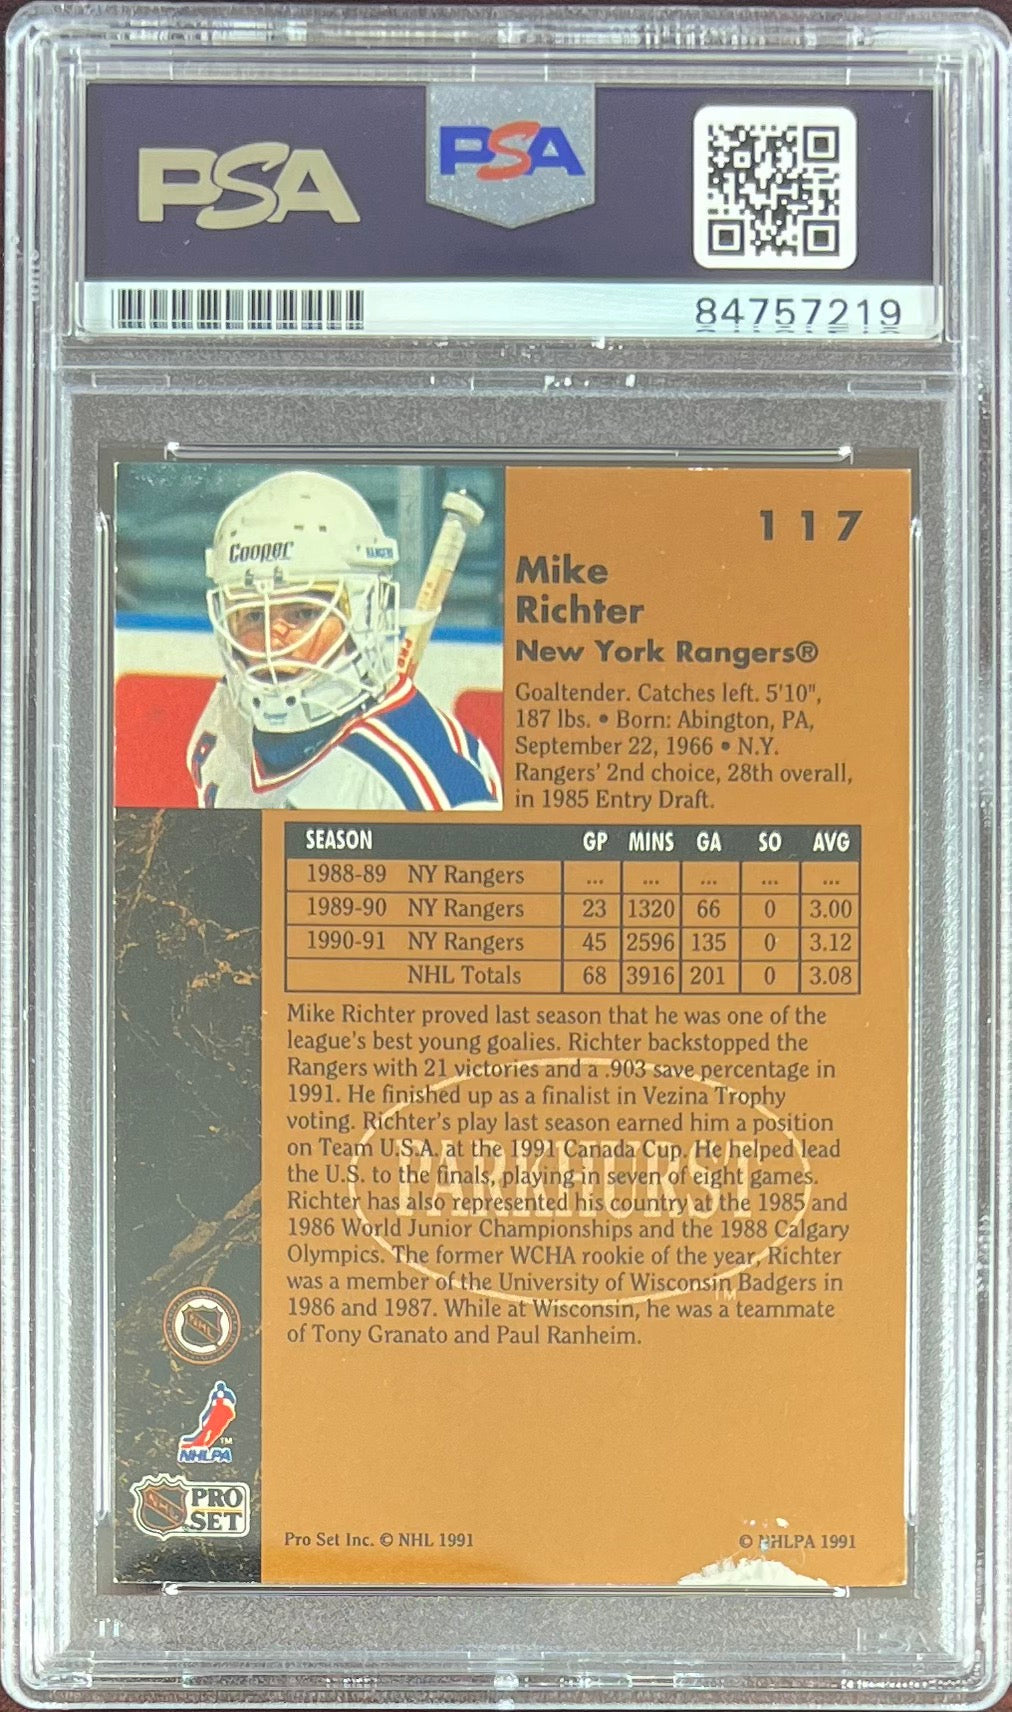 PSA
PSA
84757219
117
Cooper
RANGERS
PRO
Mike
Richter
New York Rangers®
Goaltender. Catches left. 5'10",
187 lbs. • Born: Abington, PA,
September 22, 1966 • N.Y.
Rangers' 2nd choice, 28th overall,
in 1985 Entry Draft.
SEASON GP MINS GA SO AVG
1988-89 NY Rangers ... ... ... ... ...
1989-90 NY Rangers 23 1320 66 0 3.00
1990-91 NY Rangers 45 2596 135 0 3.12
NHL Totals 68 3916 201 0 3.08
Mike Richter proved last season that he was one of the
league's best young goalies. Richter backstopped the
Rangers with 21 victories and a .903 save percentage in
1991. He finished up as a finalist in Vezina Trophy
voting. Richter's play last season earned him a position
on Team U.S.A. at the 1991 Canada Cup. He helped lead
the U.S. to the finals, playing in seven of eight games.
Richter has also represented his country at the 1985 and
1986 World Junior Championships and the 1988 Calgary
Olympics. The former WCHA rookie of the year, Richter
was a member of the University of Wisconsin Badgers in
1986 and 1987. While at Wisconsin, he was a teammate
of Tony Granato and Paul Ranheim.
PARKHURST
TM
NHL
TM
NHLPA
NHL PRO
SET
Pro Set Inc. © NHL 1991 © NHLPA 1991